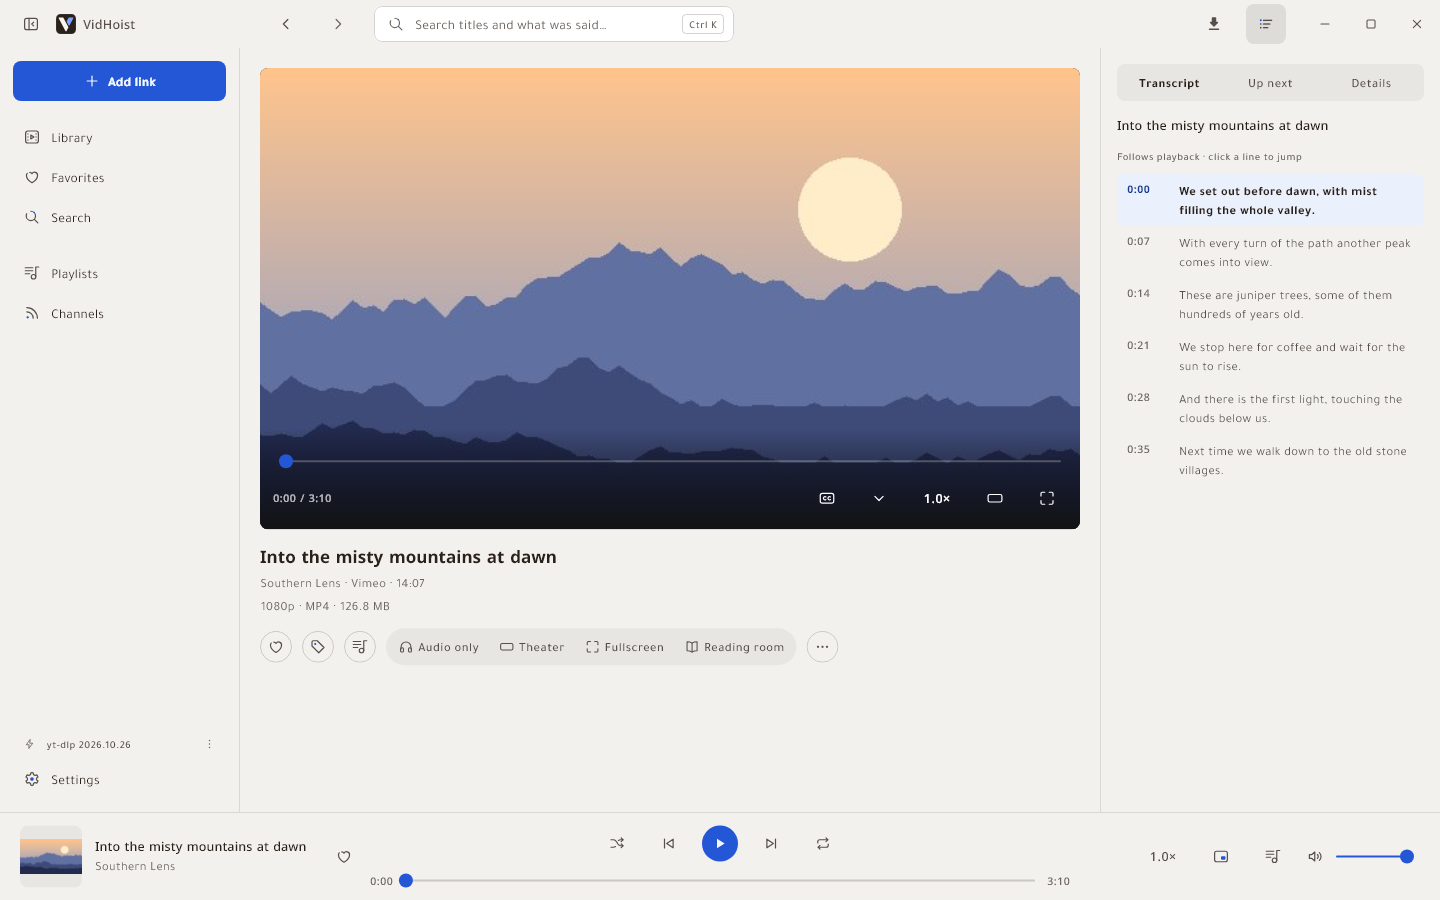 VidHoist
Search titles and what was said…
Ctrl K
Add link
Library
Favorites
Search
Playlists
Channels
yt-dlp 2026.10.26
Settings
0:00 / 3:10
CC
1.0×
Into the misty mountains at dawn
Southern Lens · Vimeo · 14:07
1080p · MP4 · 126.8 MB
Audio only
Theater
Fullscreen
Reading room
Transcript
Up next
Details
Into the misty mountains at dawn
Follows playback · click a line to jump
0:00
We set out before dawn, with mist
filling the whole valley.
0:07
With every turn of the path another peak
comes into view.
0:14
These are juniper trees, some of them
hundreds of years old.
0:21
We stop here for coffee and wait for the
sun to rise.
0:28
And there is the first light, touching the
clouds below us.
0:35
Next time we walk down to the old stone
villages.
Into the misty mountains at dawn
Southern Lens
0:00
3:10
1.0×